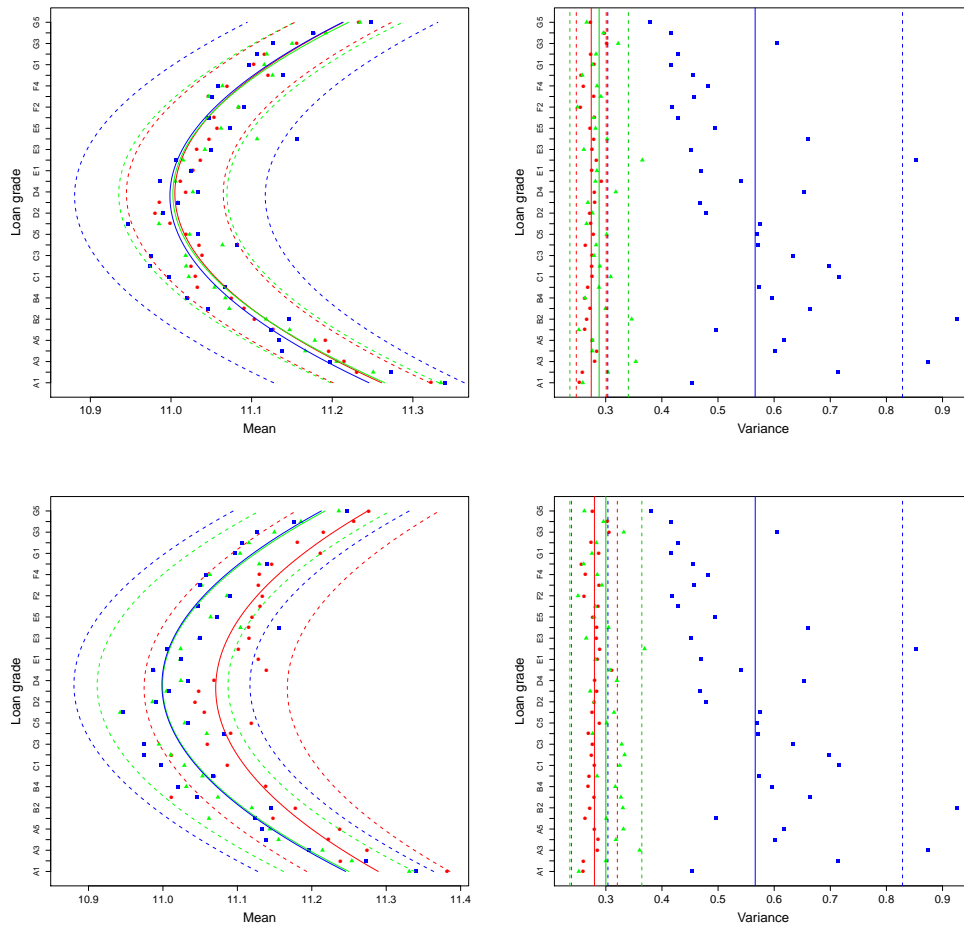 G5
G3
G1
F4
F2
E5
E3
E1
D4
D2
C5
C3
C1
B4
B2
A5
A3
A1
Loan grade
10.9 11.0 11.1 11.2 11.3
Mean
G5
G3
G1
F4
F2
E5
E3
E1
D4
D2
C5
C3
C1
B4
B2
A5
A3
A1
Loan grade
0.3 0.4 0.5 0.6 0.7 0.8 0.9
Variance
G5
G3
G1
F4
F2
E5
E3
E1
D4
D2
C5
C3
C1
B4
B2
A5
A3
A1
Loan grade
10.9 11.0 11.1 11.2 11.3 11.4
Mean
G5
G3
G1
F4
F2
E5
E3
E1
D4
D2
C5
C3
C1
B4
B2
A5
A3
A1
Loan grade
0.3 0.4 0.5 0.6 0.7 0.8 0.9
Variance